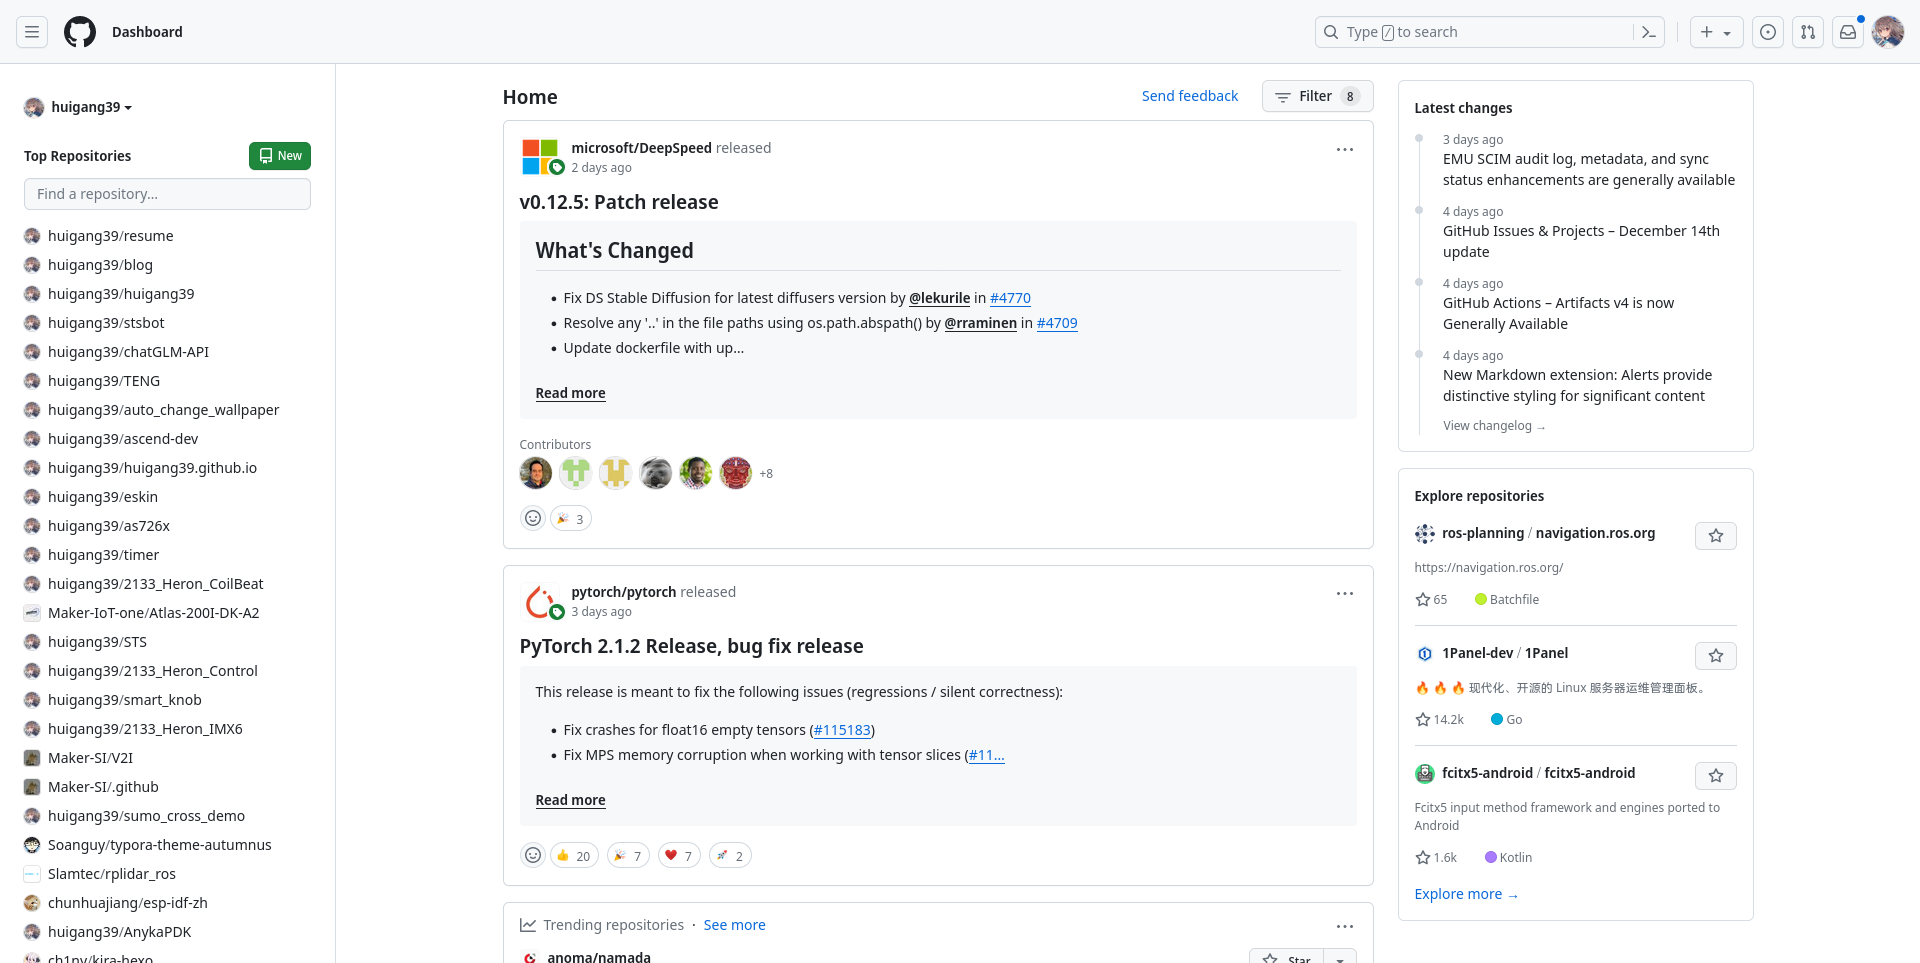 Dashboard
Type / to search
huigang39
Top Repositories
New
Find a repository...
huigang39/resume
huigang39/blog
huigang39/huigang39
huigang39/stsbot
huigang39/chatGLM-API
huigang39/TENG
huigang39/auto_change_wallpaper
huigang39/ascend-dev
huigang39/huigang39.github.io
huigang39/eskin
huigang39/as726x
huigang39/timer
huigang39/2133_Heron_CoilBeat
Maker-IoT-one/Atlas-200I-DK-A2
huigang39/STS
huigang39/2133_Heron_Control
huigang39/smart_knob
huigang39/2133_Heron_IMX6
Maker-SI/V2I
Maker-SI/.github
huigang39/sumo_cross_demo
Soanguy/typora-theme-autumnus
Slamtec/rplidar_ros
chunhuajiang/esp-idf-zh
huigang39/AnykaPDK
Home
Send feedback
Filter 8
microsoft/DeepSpeed released
2 days ago
v0.12.5: Patch release
What's Changed
• Fix DS Stable Diffusion for latest diffusers version by @lekurile in #4770
• Resolve any '..' in the file paths using os.path.abspath() by @rraminen in #4709
• Update dockerfile with up...
Read more
Contributors
+8
3
pytorch/pytorch released
3 days ago
PyTorch 2.1.2 Release, bug fix release
This release is meant to fix the following issues (regressions / silent correctness):
• Fix crashes for float16 empty tensors (#115183)
• Fix MPS memory corruption when working with tensor slices (#11...
Read more
20 7 7 2
Trending repositories · See more
anoma/namada
Star
Latest changes
3 days ago
EMU SCIM audit log, metadata, and sync
status enhancements are generally available
4 days ago
GitHub Issues & Projects – December 14th
update
4 days ago
GitHub Actions – Artifacts v4 is now
Generally Available
4 days ago
New Markdown extension: Alerts provide
distinctive styling for significant content
View changelog →
Explore repositories
ros-planning / navigation.ros.org
https://navigation.ros.org/
65 Batchfile
1Panel-dev / 1Panel
🔥 🔥 🔥 现代化、开源的 Linux 服务器运维管理面板。
14.2k Go
fcitx5-android / fcitx5-android
Fcitx5 input method framework and engines ported to
Android
1.6k Kotlin
Explore more →